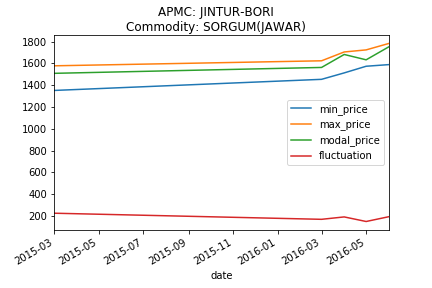 APMC: JINTUR-BORI
Commodity: SORGUM(JAWAR)
1800
1600
1400
1200
1000
800
600
400
200
min_price
max_price
modal_price
fluctuation
2015-03
2015-05
2015-07
2015-09
2015-11
2016-01
2016-03
2016-05
date